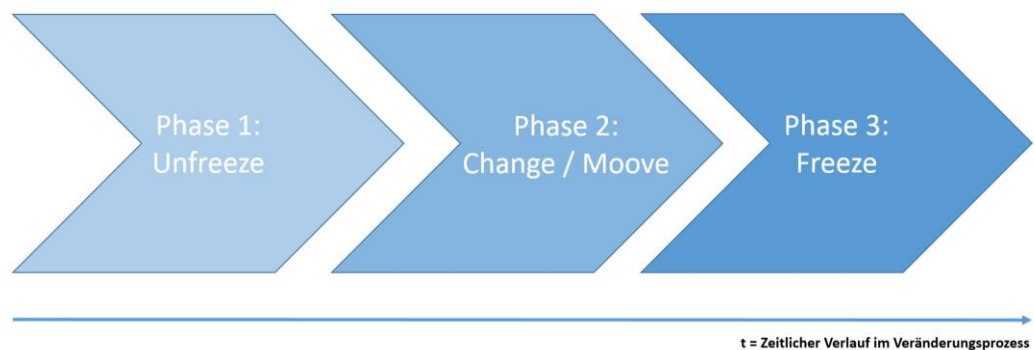 Phase 1:
Unfreeze
Phase 2:
Change / Moove
Phase 3:
Freeze
t = Zeitlicher Verlauf im Veränderungsprozess